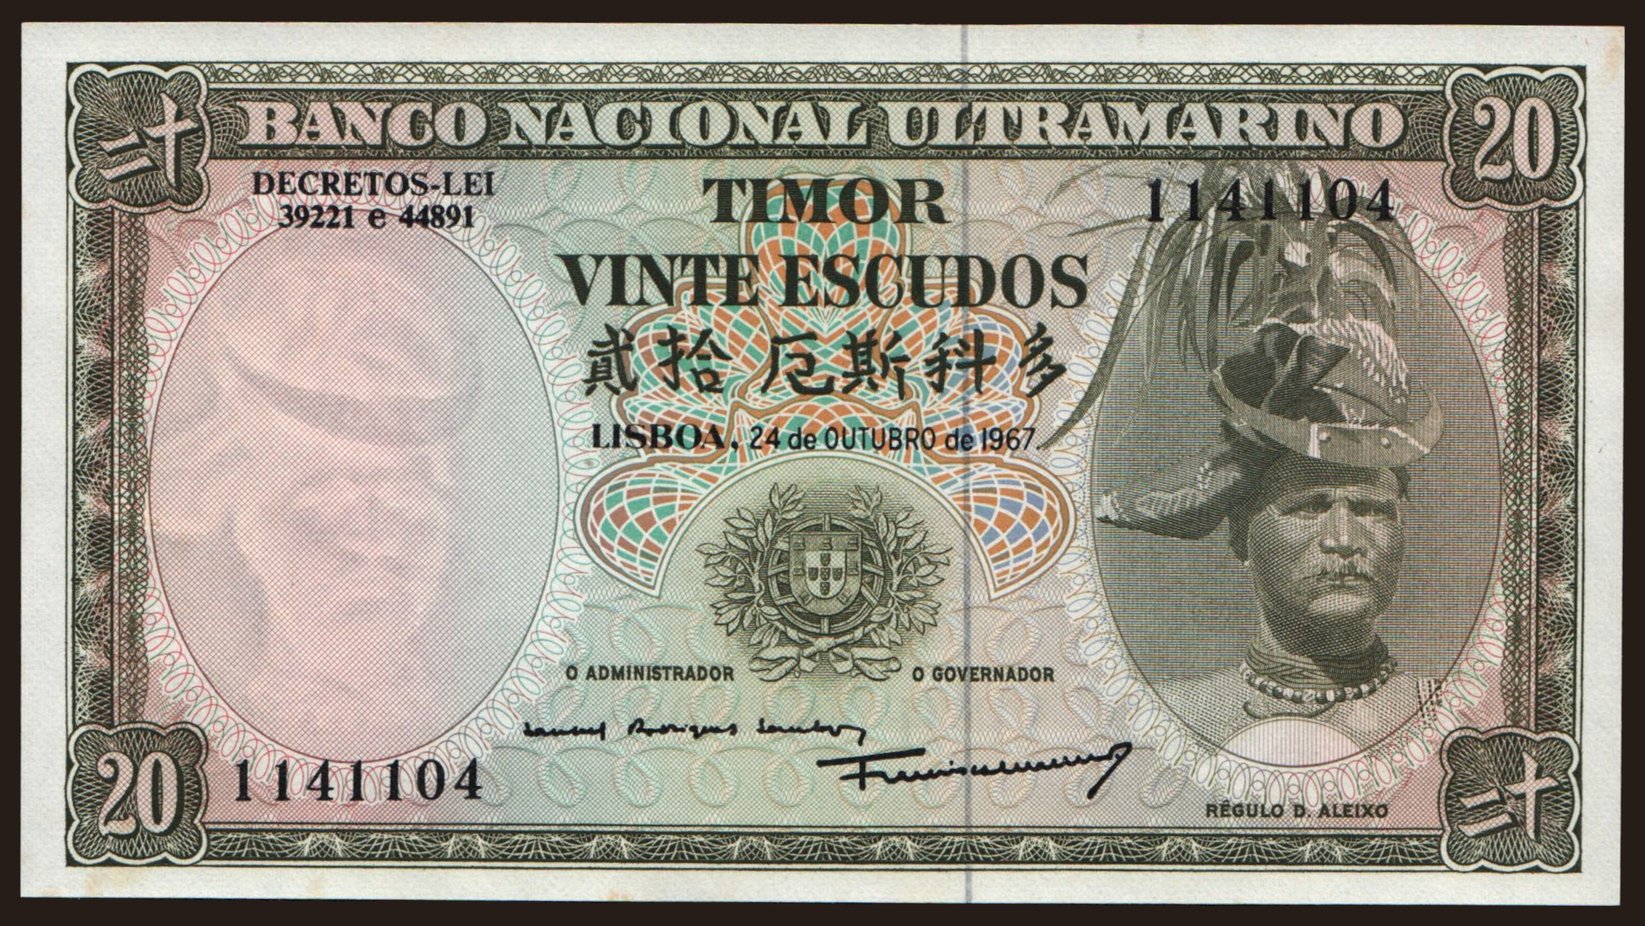 二十
BANCO NACIONAL ULTRAMARINO
20
DECRETOS-LEI
39221 e 44891
TIMOR
1141104
VINTE ESCUDOS
貳拾厄斯科多
LISBOA, 24 de OUTUBRO de 1967.
O ADMINISTRADOR
O GOVERNADOR
20
1141104
RÉGULO D. ALEIXO
二十